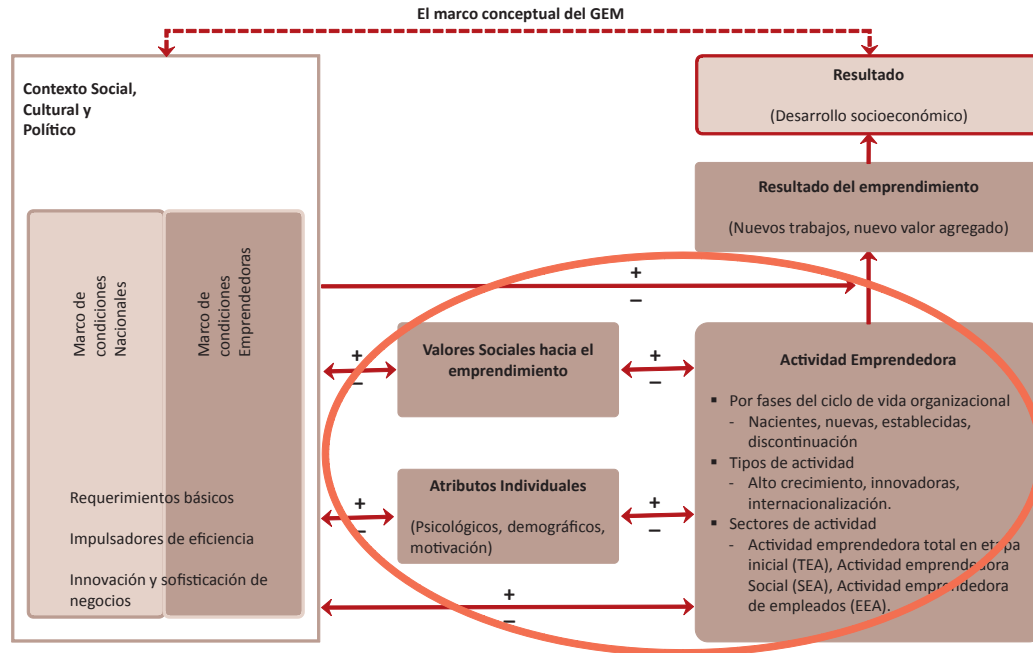 El marco conceptual del GEM
Contexto Social,
Cultural y
Político
Marco de
condiciones
Nacionales
Marco de
condiciones
Emprendedoras
Requerimientos básicos
Impulsadores de eficiencia
Innovación y sofisticación de
negocios
Resultado
(Desarrollo socioeconómico)
Resultado del emprendimiento
(Nuevos trabajos, nuevo valor agregado)
+
–
+
–
Valores Sociales hacia el
emprendimiento
+
–
+
–
Atributos Individuales
(Psicológicos, demográficos,
motivación)
+
–
+
–
Actividad Emprendedora
▪ Por fases del ciclo de vida organizacional
- Nacientes, nuevas, establecidas,
discontinuación
▪ Tipos de actividad
- Alto crecimiento, innovadoras,
internacionalización.
▪ Sectores de actividad
- Actividad emprendedora total en etapa
inicial (TEA), Actividad emprendedora
Social (SEA), Actividad emprendedora
de empleados (EEA).